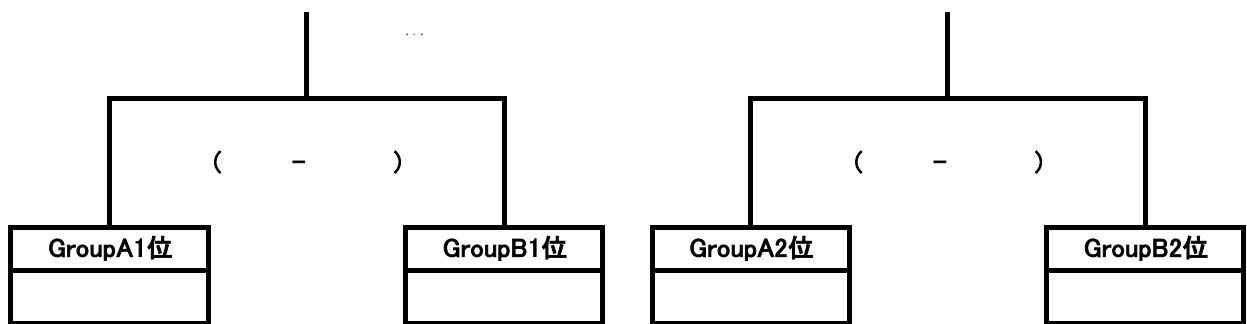 ...
( - ) ( - )
GroupA1位 GroupB1位 GroupA2位 GroupB2位